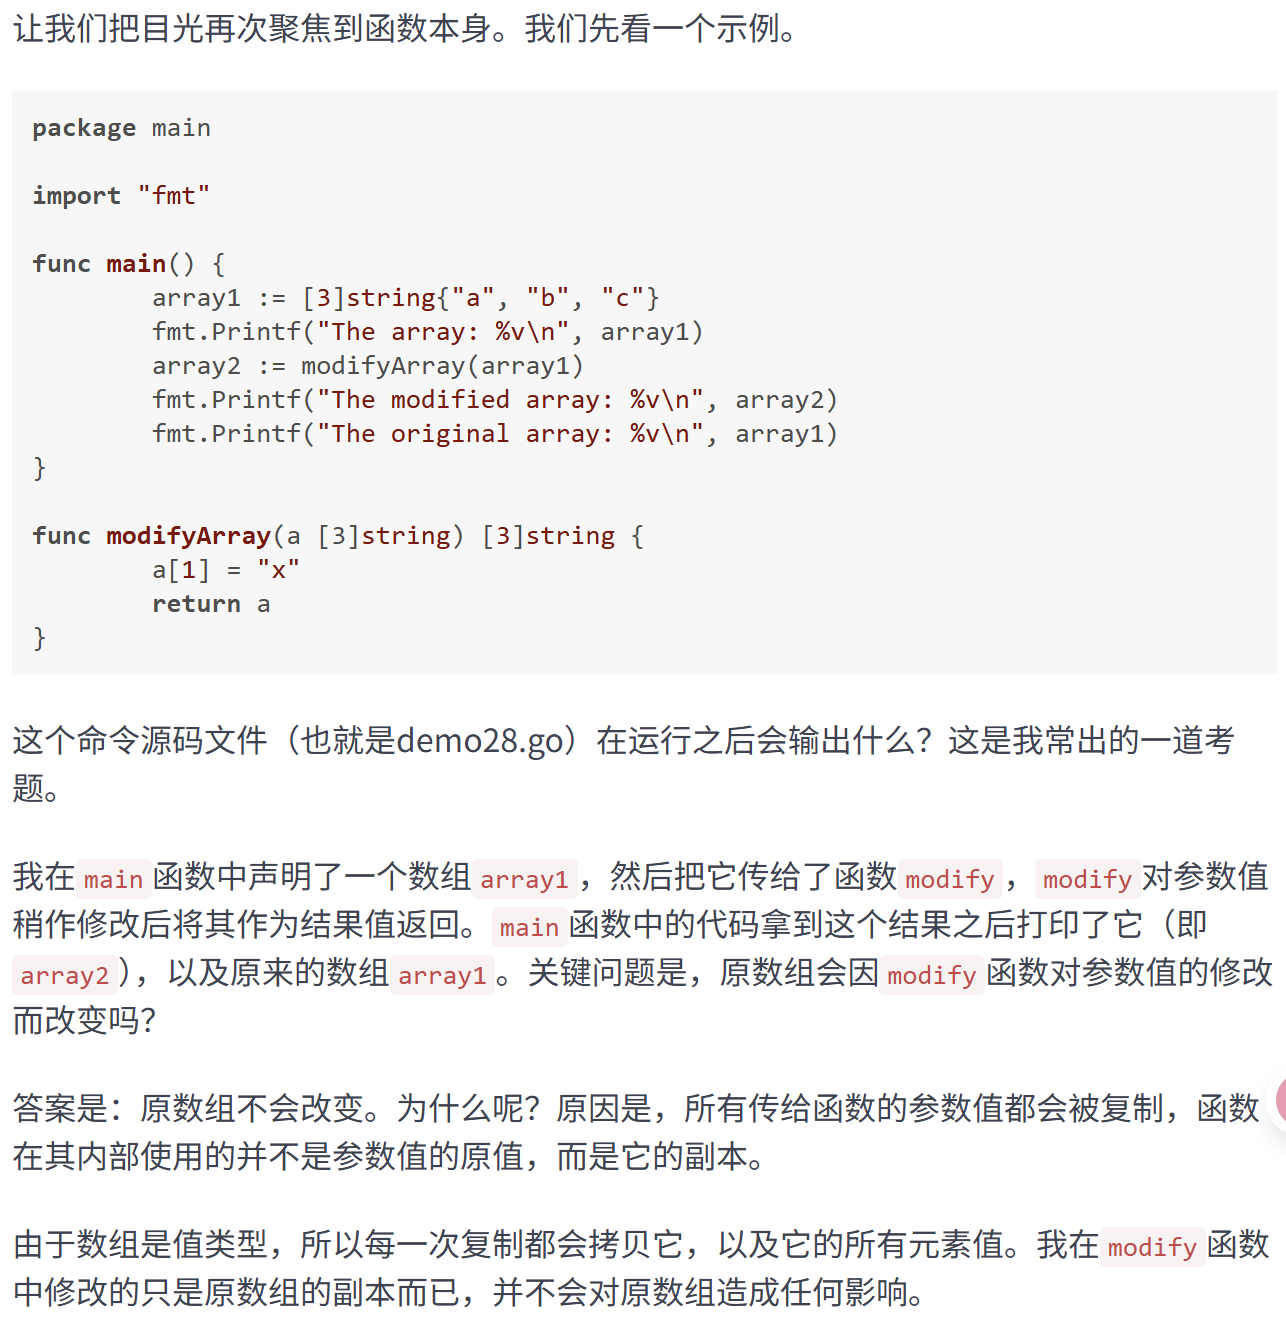 让我们把目光再次聚焦到函数本身。我们先看一个示例。
package main
import "fmt"
func main() {
        array1 := [3]string{"a", "b", "c"}
        fmt.Printf("The array: %v\n", array1)
        array2 := modifyArray(array1)
        fmt.Printf("The modified array: %v\n", array2)
        fmt.Printf("The original array: %v\n", array1)
}
func modifyArray(a [3]string) [3]string {
        a[1] = "x"
        return a
}
这个命令源码文件（也就是demo28.go）在运行之后会输出什么？这是我常出的一道考
题。
我在main函数中声明了一个数组array1，然后把它传给了函数modify，modify对参数值
稍作修改后将其作为结果值返回。main函数中的代码拿到这个结果之后打印了它（即
array2），以及原来的数组array1。关键问题是，原数组会因modify函数对参数值的修改
而改变吗？
答案是：原数组不会改变。为什么呢？原因是，所有传给函数的参数值都会被复制，函数
在其内部使用的并不是参数值的原值，而是它的副本。
由于数组是值类型，所以每一次复制都会拷贝它，以及它的所有元素值。我在modify函数
中修改的只是原数组的副本而已，并不会对原数组造成任何影响。